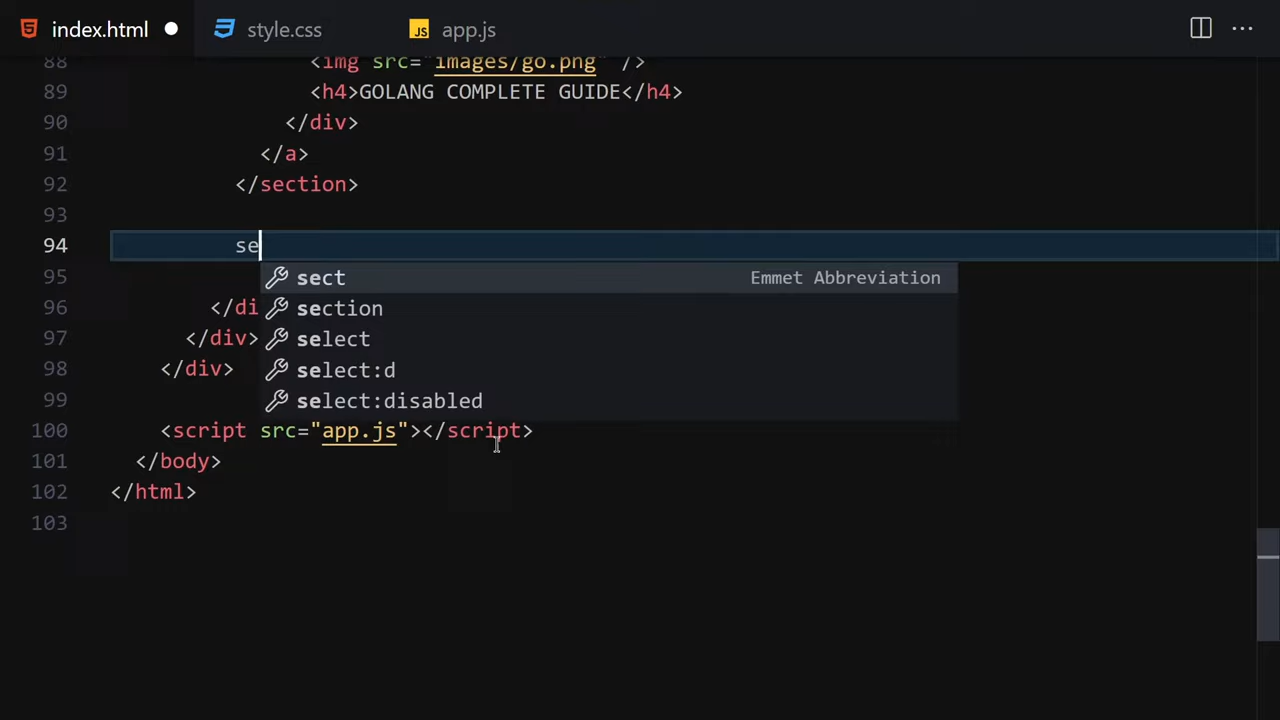 index.html style.css JS app.js ...
88 <img src="images/go.png" />
89 <h4>GOLANG COMPLETE GUIDE</h4>
90 </div>
91 </a>
92 </section>
93
94 se
95 sect Emmet Abbreviation
96 </di section
97 </div> select
98 </div> select:d
99 select:disabled
100 <script src="app.js"></script>
101 </body>
102 </html>
103